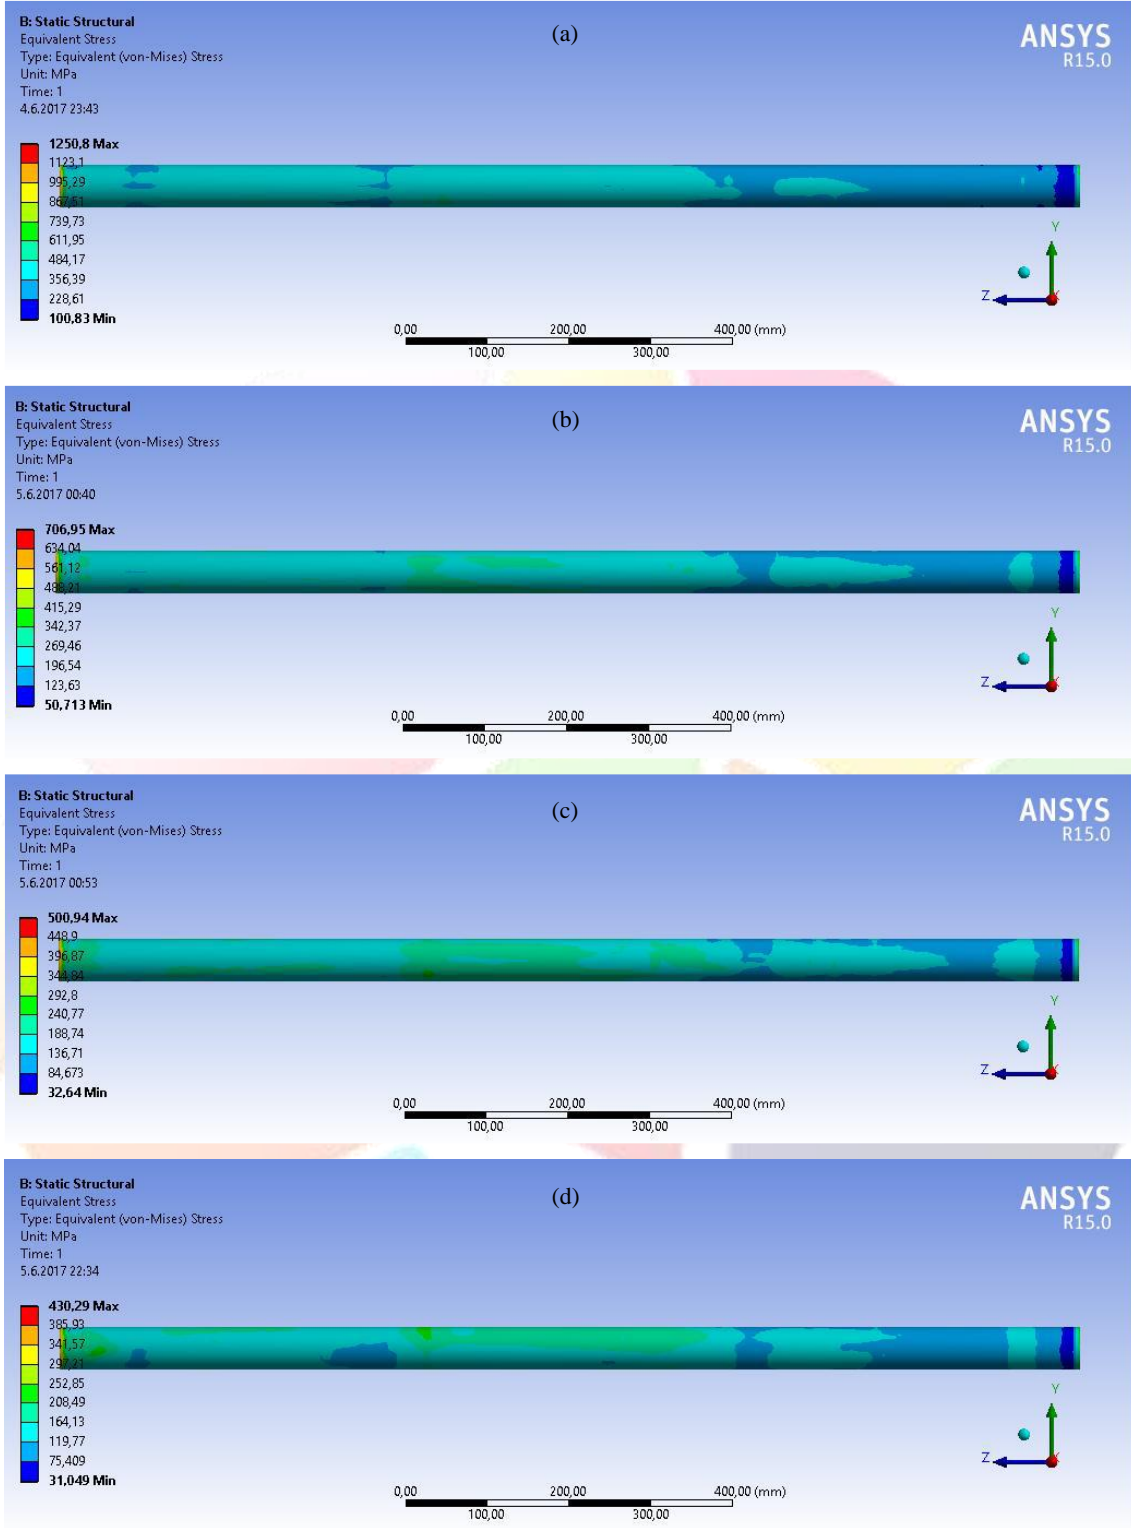 B: Static Structural
Equivalent Stress
Type: Equivalent (von-Mises) Stress
Unit: MPa
Time: 1
4.6.2017 23:43
(a)
ANSYS
R15.0
1250,8 Max
1123,1
995,29
867,51
739,73
611,95
484,17
356,39
228,61
100,83 Min
Y
Z
X
0,00 200,00 400,00 (mm)
100,00 300,00
B: Static Structural
Equivalent Stress
Type: Equivalent (von-Mises) Stress
Unit: MPa
Time: 1
5.6.2017 00:40
(b)
ANSYS
R15.0
706,95 Max
634,04
561,12
488,21
415,29
342,37
269,46
196,54
123,63
50,713 Min
Y
Z
X
0,00 200,00 400,00 (mm)
100,00 300,00
B: Static Structural
Equivalent Stress
Type: Equivalent (von-Mises) Stress
Unit: MPa
Time: 1
5.6.2017 00:53
(c)
ANSYS
R15.0
500,94 Max
448,9
396,87
344,84
292,8
240,77
188,74
136,71
84,673
32,64 Min
Y
Z
X
0,00 200,00 400,00 (mm)
100,00 300,00
B: Static Structural
Equivalent Stress
Type: Equivalent (von-Mises) Stress
Unit: MPa
Time: 1
5.6.2017 22:34
(d)
ANSYS
R15.0
430,29 Max
385,93
341,57
297,21
252,85
208,49
164,13
119,77
75,409
31,049 Min
Y
Z
X
0,00 200,00 400,00 (mm)
100,00 300,00